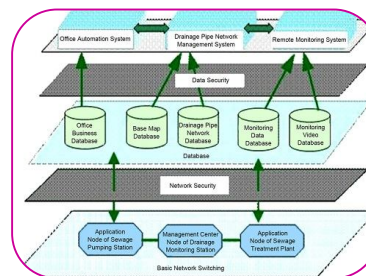 Office Automation System
Drainage Pipe Network
Management System
Remote Monitoring System
Data Security
Office
Business
Database
Base Map
Database
Drainage Pipe
Network
Database
Monitoring
Data
Database
Monitoring
Video
Database
Database
Network Security
Application
Node of Sewage
Pumping Station
Management Center
Node of Drainage
Monitoring Station
Application
Node of Sewage
Treatment Plant
Basic Network Switching